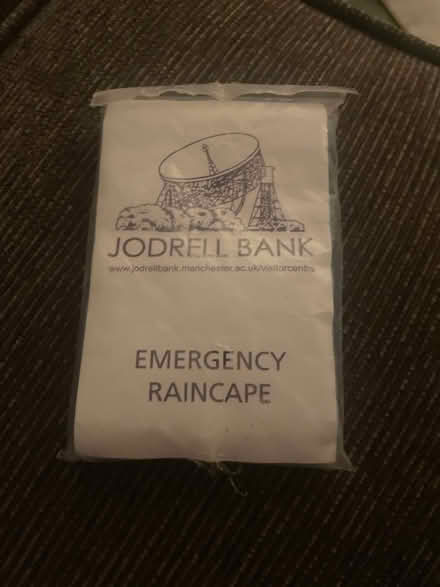 JODRELL BANK
www.jodrellbank.manchester.ac.uk/visitorcentre
EMERGENCY
RAINCAPE